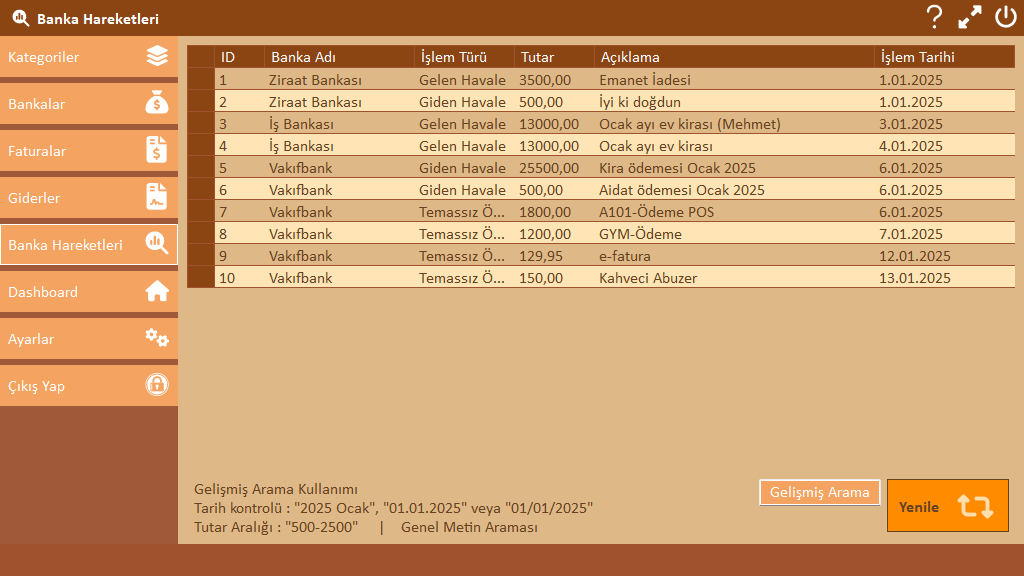 Banka Hareketleri
?
Kategoriler
Bankalar
Faturalar
Giderler
Banka Hareketleri
Dashboard
Ayarlar
Çıkış Yap
ID Banka Adı İşlem Türü Tutar Açıklama İşlem Tarihi
1 Ziraat Bankası Gelen Havale 3500,00 Emanet İadesi 1.01.2025
2 Ziraat Bankası Giden Havale 500,00 İyi ki doğdun 1.01.2025
3 İş Bankası Gelen Havale 13000,00 Ocak ayı ev kirası (Mehmet) 3.01.2025
4 İş Bankası Gelen Havale 13000,00 Ocak ayı ev kirası 4.01.2025
5 Vakıfbank Giden Havale 25500,00 Kira ödemesi Ocak 2025 6.01.2025
6 Vakıfbank Giden Havale 500,00 Aidat ödemesi Ocak 2025 6.01.2025
7 Vakıfbank Temassız Ö... 1800,00 A101-Ödeme POS 6.01.2025
8 Vakıfbank Temassız Ö... 1200,00 GYM-Ödeme 7.01.2025
9 Vakıfbank Temassız Ö... 129,95 e-fatura 12.01.2025
10 Vakıfbank Temassız Ö... 150,00 Kahveci Abuzer 13.01.2025
Gelişmiş Arama Kullanımı
Tarih kontrolü : "2025 Ocak", "01.01.2025" veya "01/01/2025"
Tutar Aralığı : "500-2500" | Genel Metin Araması
Gelişmiş Arama
Yenile